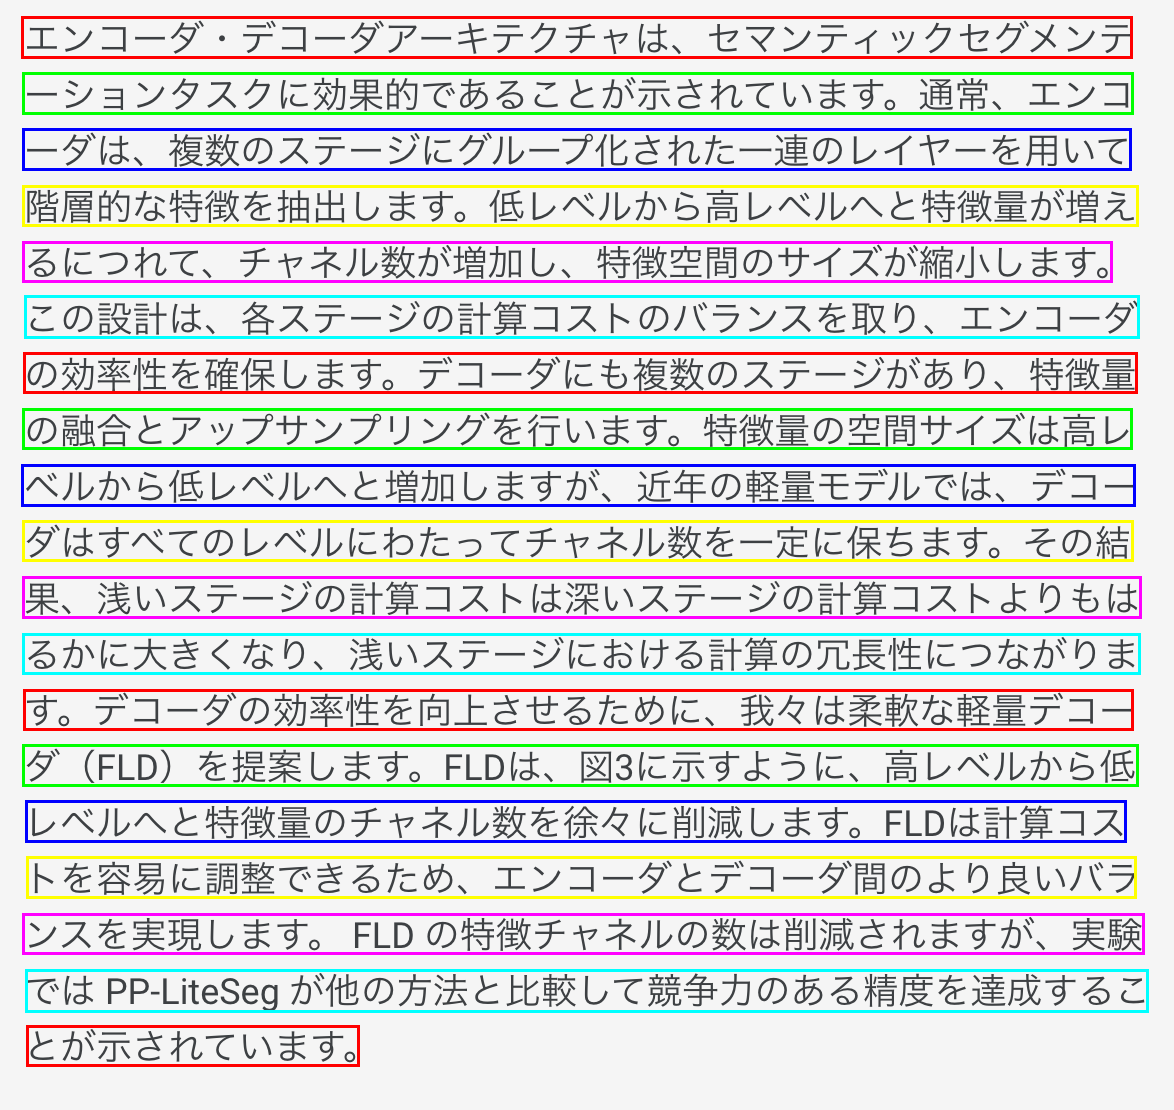 エンコーダ・デコーダアーキテクチャは、セマンティックセグメンテ
ーションタスクに効果的であることが示されています。通常、エンコ
ーダは、複数のステージにグループ化された一連のレイヤーを用いて
階層的な特徴を抽出します。低レベルから高レベルへと特徴量が増え
るにつれて、チャネル数が増加し、特徴空間のサイズが縮小します。
この設計は、各ステージの計算コストのバランスを取り、エンコーダ
の効率性を確保します。デコーダにも複数のステージがあり、特徴量
の融合とアップサンプリングを行います。特徴量の空間サイズは高レ
ベルから低レベルへと増加しますが、近年の軽量モデルでは、デコー
ダはすべてのレベルにわたってチャネル数を一定に保ちます。その結
果、浅いステージの計算コストは深いステージの計算コストよりもは
るかに大きくなり、浅いステージにおける計算の冗長性につながりま
す。デコーダの効率性を向上させるために、我々は柔軟な軽量デコー
ダ（FLD）を提案します。FLDは、図3に示すように、高レベルから低
レベルへと特徴量のチャネル数を徐々に削減します。FLDは計算コス
トを容易に調整できるため、エンコーダとデコーダ間のより良いバラ
ンスを実現します。 FLD の特徴チャネルの数は削減されますが、実験
では PP-LiteSeg が他の方法と比較して競争力のある精度を達成するこ
とが示されています。